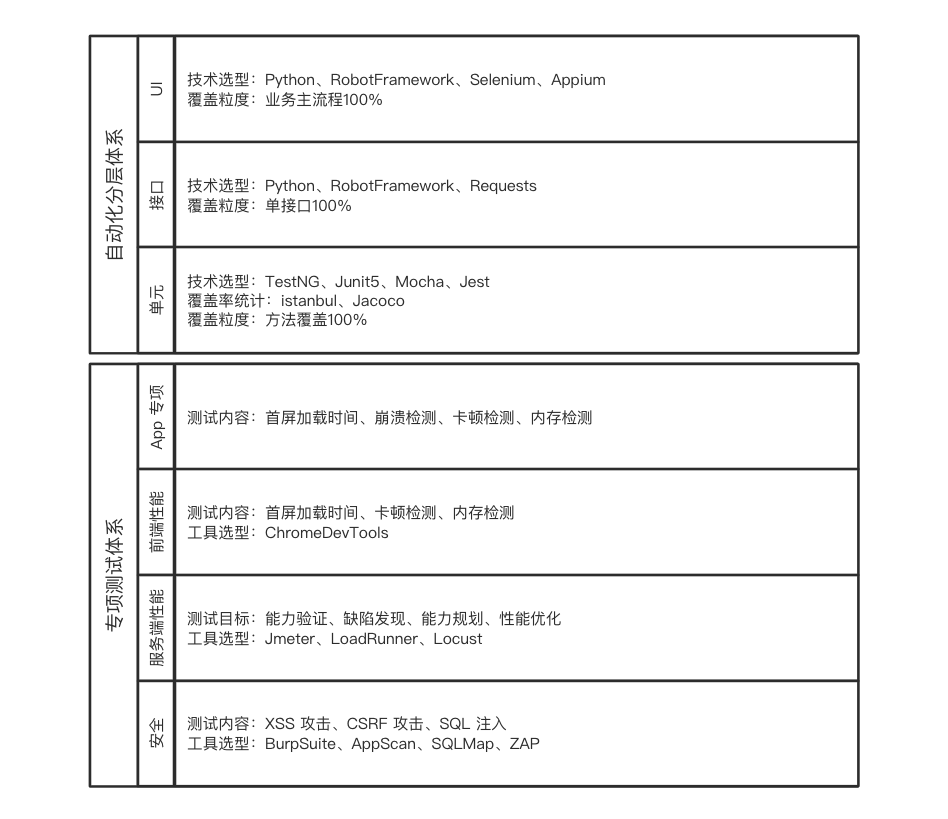 自动化分层体系
UI
技术选型：Python、RobotFramework、Selenium、Appium
覆盖粒度：业务主流程100%
接口
技术选型：Python、RobotFramework、Requests
覆盖粒度：单接口100%
单元
技术选型：TestNG、Junit5、Mocha、Jest
覆盖率统计：istanbul、Jacoco
覆盖粒度：方法覆盖100%
专项测试体系
App 专项
测试内容：首屏加载时间、崩溃检测、卡顿检测、内存检测
前端性能
测试内容：首屏加载时间、卡顿检测、内存检测
工具选型：ChromeDevTools
服务端性能
测试目标：能力验证、缺陷发现、能力规划、性能优化
工具选型：Jmeter、LoadRunner、Locust
安全
测试内容：XSS 攻击、CSRF 攻击、SQL 注入
工具选型：BurpSuite、AppScan、SQLMap、ZAP